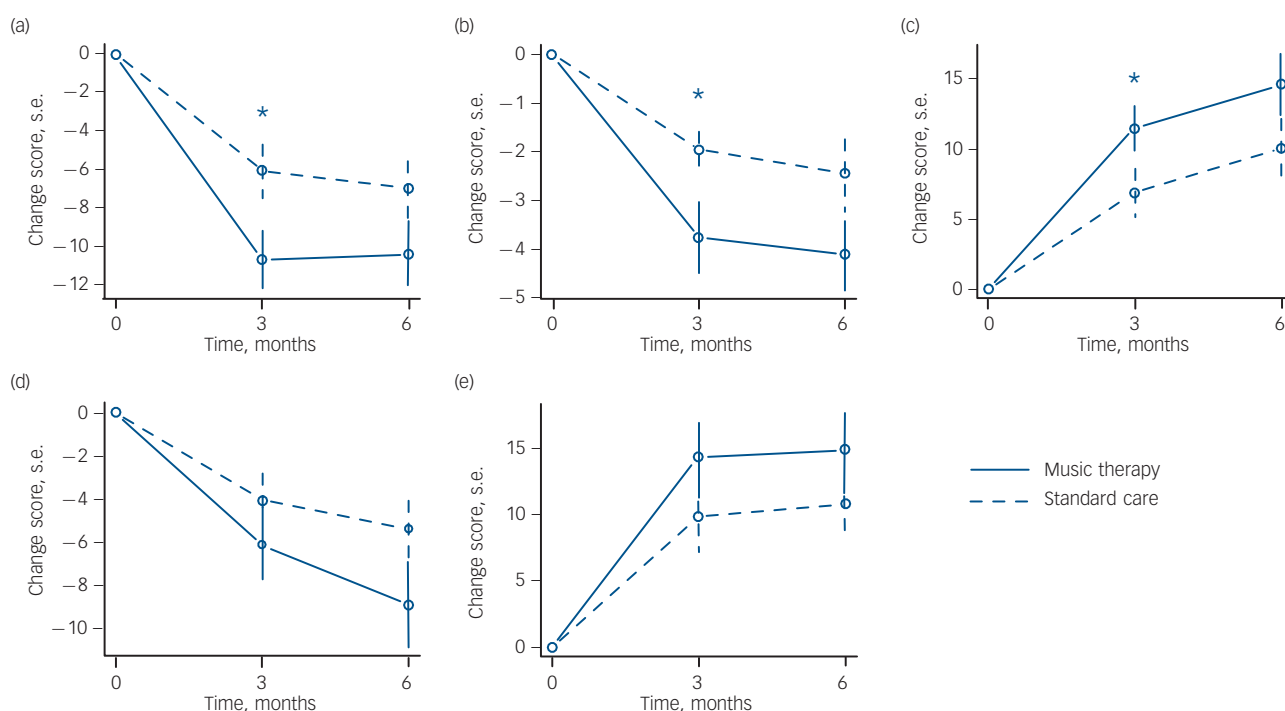 (a)
Change score, s.e.
0
−2
−4
−6
−8
−10
−12
*
0 3 6
Time, months
(b)
Change score, s.e.
0
−1
−2
−3
−4
−5
*
0 3 6
Time, months
(c)
Change score, s.e.
15
10
5
0
*
0 3 6
Time, months
(d)
Change score, s.e.
0
−2
−4
−6
−8
−10
0 3 6
Time, months
(e)
Change score, s.e.
15
10
5
0
0 3 6
Time, months
Music therapy
Standard care